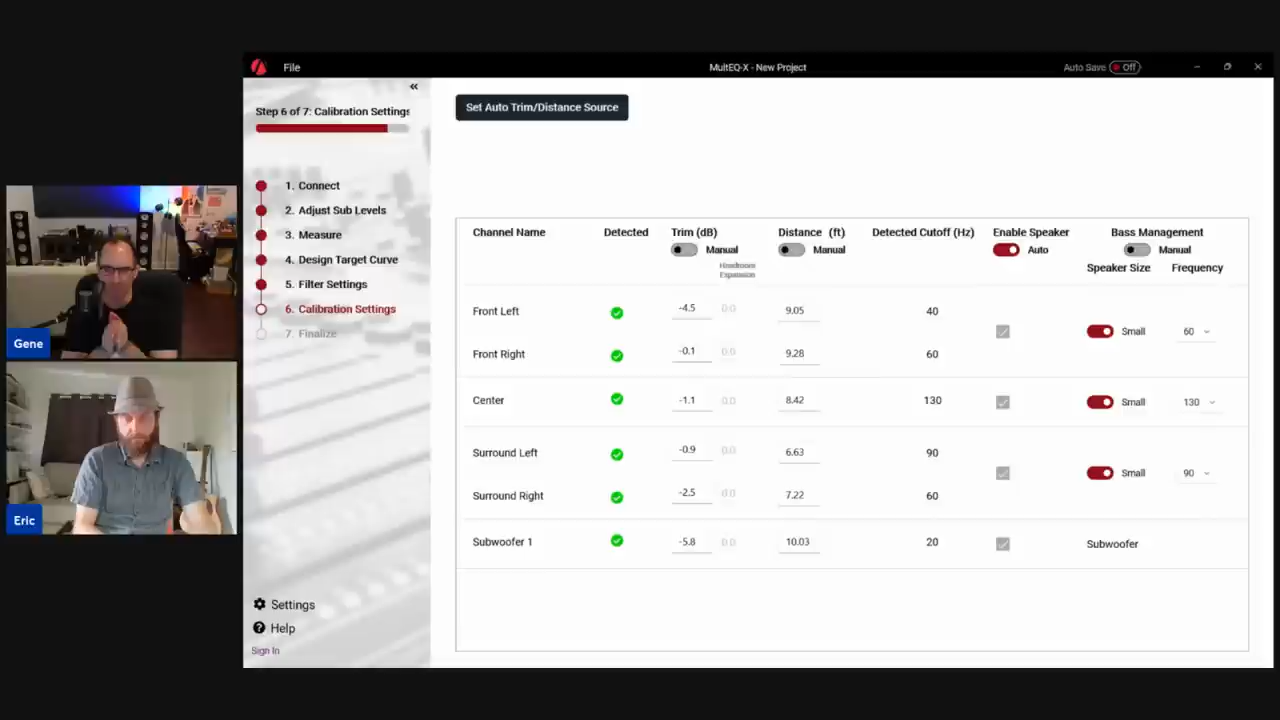 File
MultEQ-X - New Project
Auto Save Off
Step 6 of 7: Calibration Settings
Set Auto Trim/Distance Source
1. Connect
2. Adjust Sub Levels
3. Measure
4. Design Target Curve
5. Filter Settings
6. Calibration Settings
7. Finalize
Settings
Help
Sign In
Gene
Eric
Channel Name Detected Trim (dB) Distance (ft) Detected Cutoff (Hz) Enable Speaker Bass Management
Manual Manual Auto Manual
Headroom
Expansion
Speaker Size Frequency
Front Left -4.5 0.0 9.05 40
Small 60
Front Right -0.1 0.0 9.28 60
Center -1.1 0.0 8.42 130 Small 130
Surround Left -0.9 0.0 6.63 90
Small 90
Surround Right -2.5 0.0 7.22 60
Subwoofer 1 -5.8 0.0 10.03 20 Subwoofer